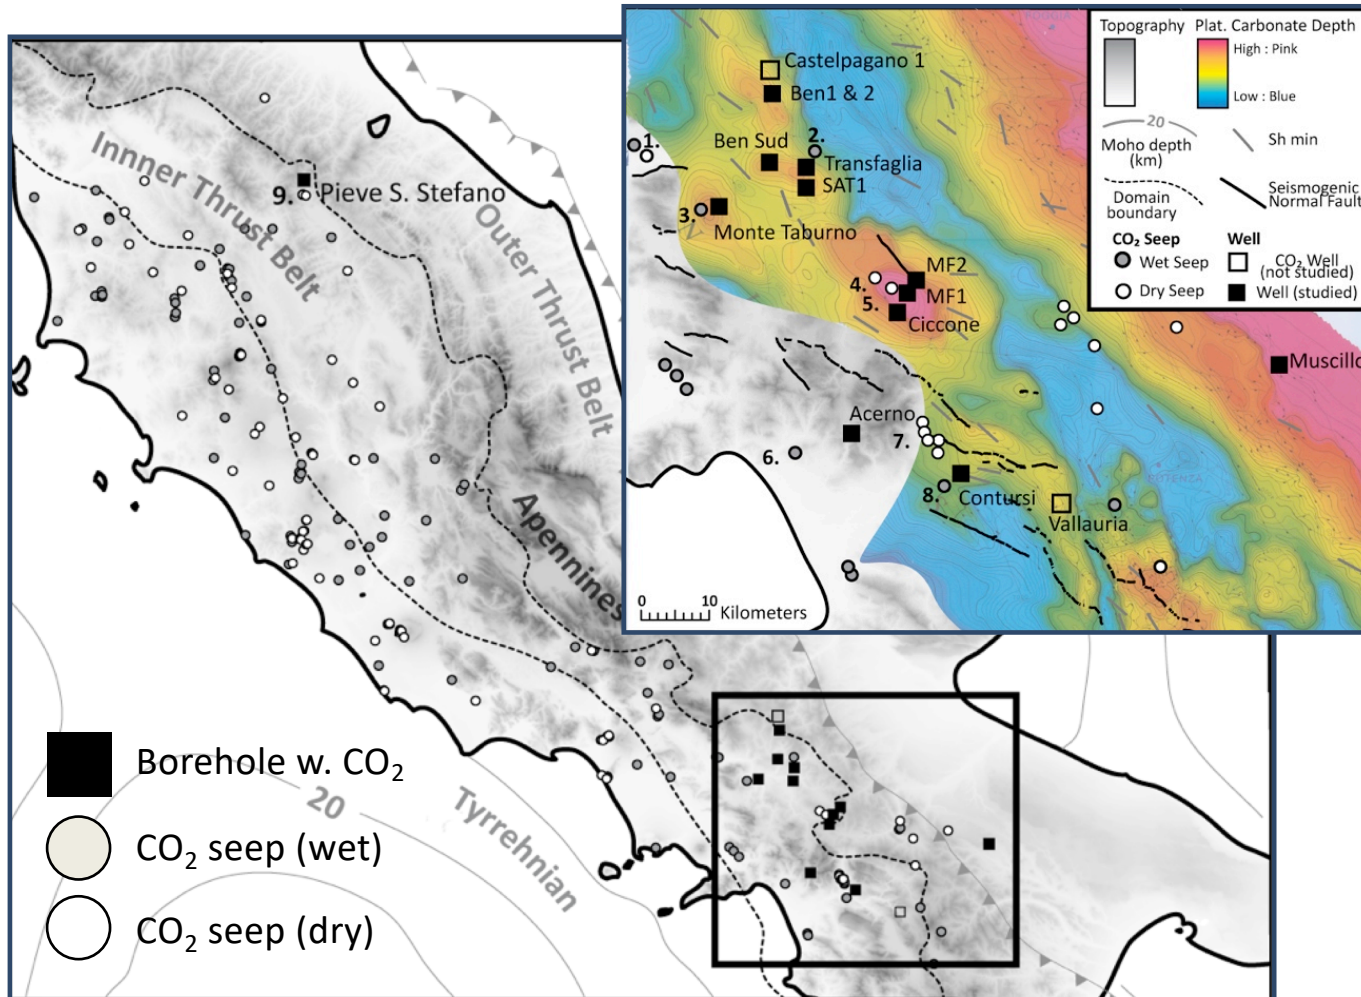 Innner Thrust Belt
9. Pieve S. Stefano
Outer Thrust Belt
Apennines
20
Tyrrehnian
Borehole w. CO₂
CO₂ seep (wet)
CO₂ seep (dry)
Castelpagano 1
Ben1 & 2
1.
Ben Sud
2.
Transfaglia
SAT1
3.
Monte Taburno
MF2
4.
MF1
5.
Ciccone
Muscillo
Acerno
7.
6.
8.
Contursi
Vallauria
POTENZA
0 10 Kilometers
Topography
Plat. Carbonate Depth
High : Pink
Low : Blue
20
Moho depth
(km)
Sh min
Domain
boundary
Seismogenic
Normal Fault
CO₂ Seep
Well
Wet Seep
CO₂ Well
(not studied)
Dry Seep
Well (studied)